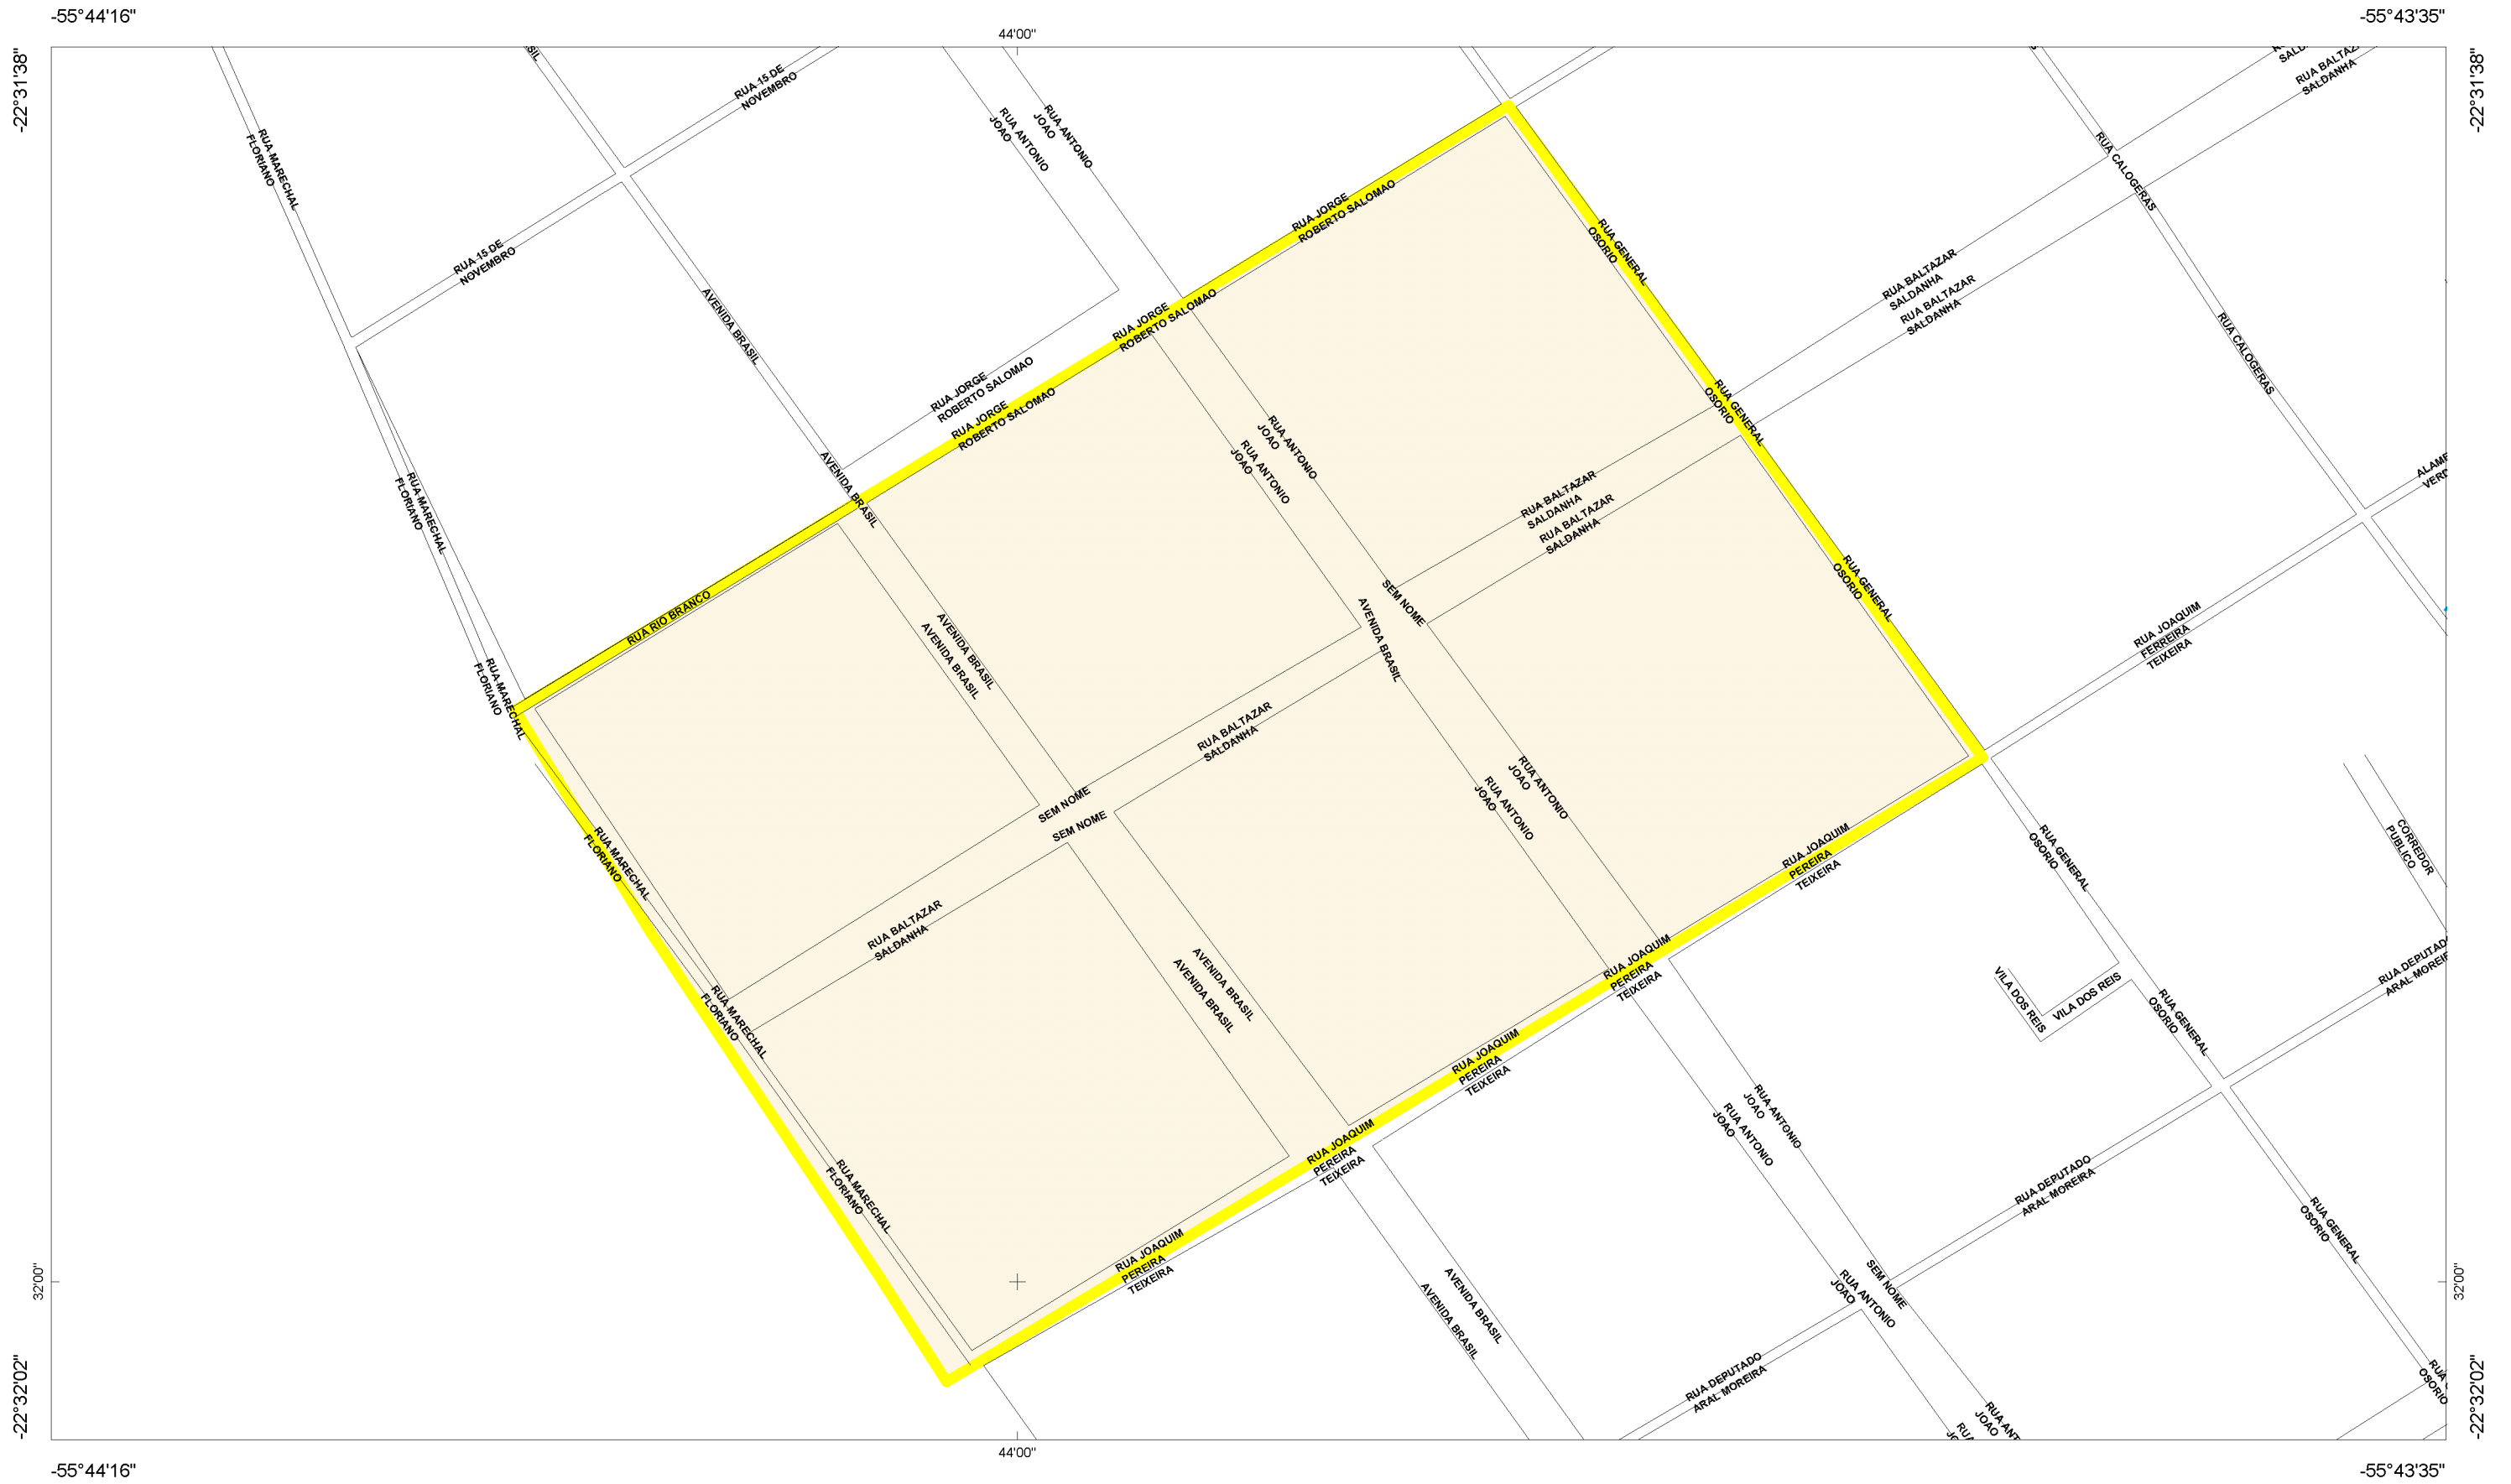 -55°44'16"
-55°43'35"
44'00"
-22°31'38"
-22°31'38"
RUA 15 DE
NOVEMBRO
RUA BALTAZAR
SALDANHA
RUA MARECHAL
FLORIANO
RUA ANTONIO
JOAO
RUA ANTONIO
JOAO
RUA CALOGERAS
RUA JORGE
ROBERTO SALOMAO
RUA GENERAL
OSORIO
RUA 15 DE
NOVEMBRO
RUA BALTAZAR
SALDANHA
RUA BALTAZAR
SALDANHA
AVENIDA BRASIL
RUA JORGE
ROBERTO SALOMAO
RUA CALOGERAS
RUA JORGE
ROBERTO SALOMAO
RUA JORGE
ROBERTO SALOMAO
RUA GENERAL
OSORIO
RUA ANTONIO
JOAO
RUA ANTONIO
JOAO
AVENIDA BRASIL
RUA MARECHAL
FLORIANO
RUA BALTAZAR
SALDANHA
RUA BALTAZAR
SALDANHA
RUA GENERAL
OSORIO
SEM NOME
AVENIDA BRASIL
RUA RIO BRANCO
AVENIDA BRASIL
AVENIDA BRASIL
RUA JOAQUIM
FERREIRA
TEIXEIRA
RUA MARECHAL
FLORIANO
RUA BALTAZAR
SALDANHA
SEM NOME
SEM NOME
RUA ANTONIO
JOAO
RUA ANTONIO
JOAO
RUA MARECHAL
FLORIANO
RUA JOAQUIM
PEREIRA
TEIXEIRA
RUA GENERAL
OSORIO
CORREDOR
PUBLICO
RUA BALTAZAR
SALDANHA
AVENIDA BRASIL
AVENIDA BRASIL
RUA JOAQUIM
PEREIRA
TEIXEIRA
VILA DOS REIS
VILA DOS REIS
RUA MARECHAL
FLORIANO
RUA GENERAL
OSORIO
RUA JOAQUIM
PEREIRA
TEIXEIRA
RUA ANTONIO
JOAO
RUA ANTONIO
JOAO
RUA JOAQUIM
PEREIRA
TEIXEIRA
RUA MARECHAL
FLORIANO
RUA DEPUTADO
ARAL MOREIRA
RUA GENERAL
OSORIO
RUA JOAQUIM
PEREIRA
TEIXEIRA
SEM NOME
RUA ANTONIO
JOAO
AVENIDA BRASIL
AVENIDA BRASIL
32'00"
32'00"
RUA DEPUTADO
ARAL MOREIRA
-22°32'02"
-22°32'02"
44'00"
-55°44'16"
-55°43'35"